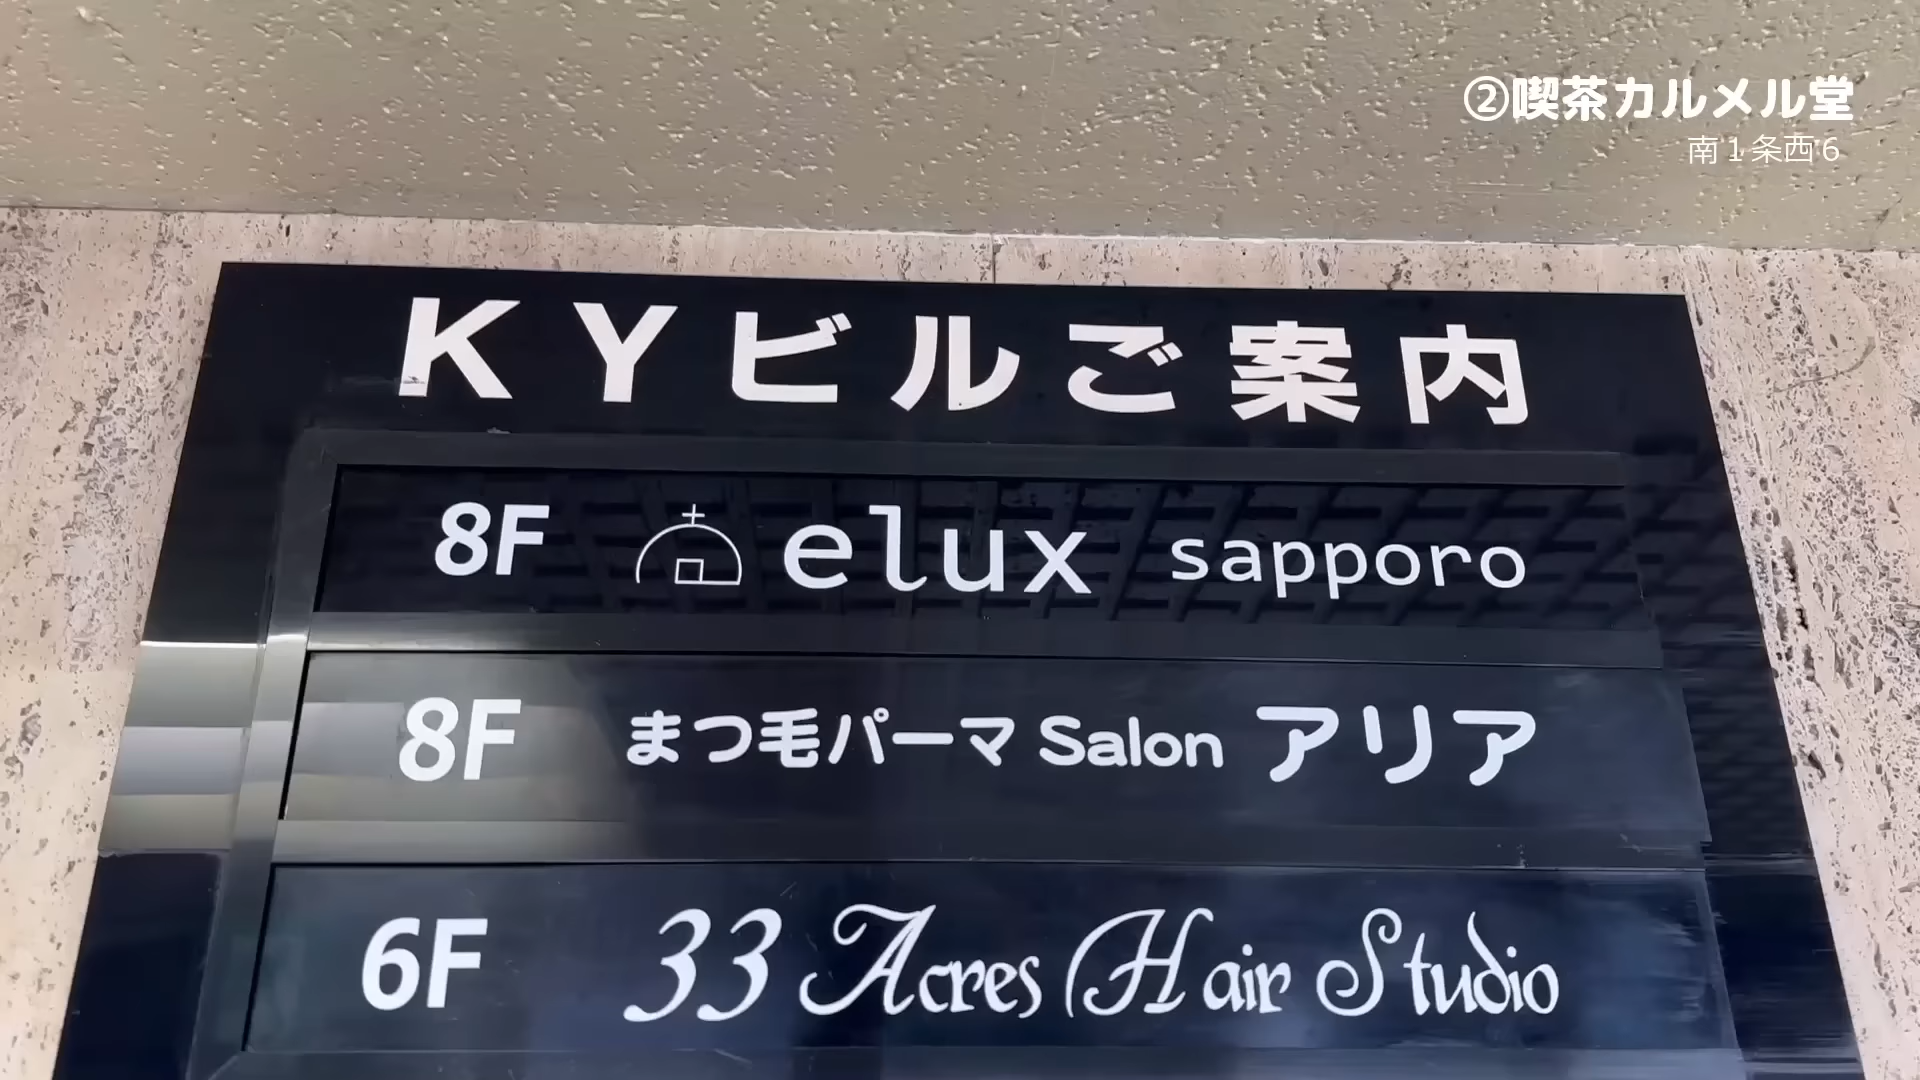 ②喫茶カルメル堂
南1条西6
KYビルご案内
8F elux sapporo
8F まつ毛パーマ Salon アリア
6F 33 Acres Hair Studio